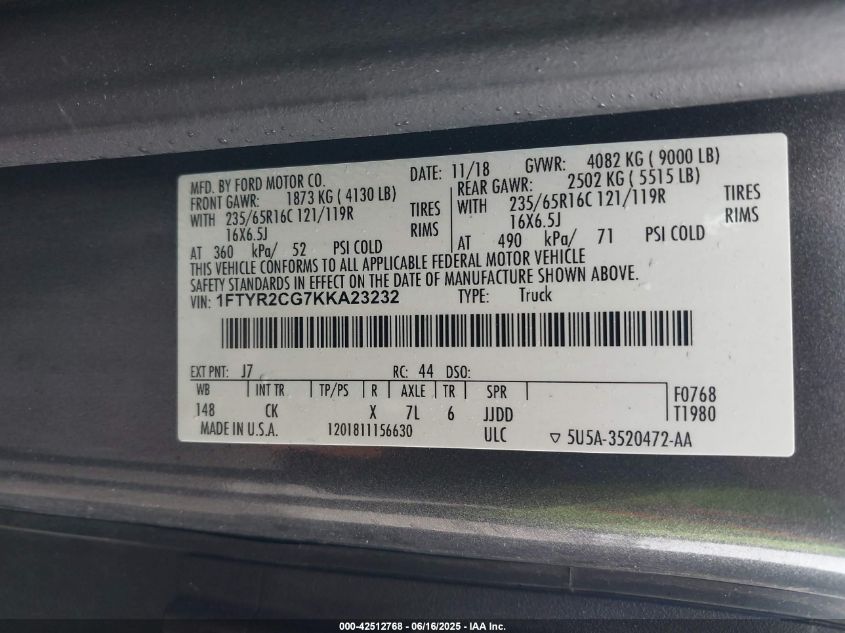 MFD. BY FORD MOTOR CO. DATE: 11/18 GVWR: 4082 KG ( 9000 LB)
FRONT GAWR: 1873 KG ( 4130 LB) REAR GAWR: 2502 KG ( 5515 LB)
WITH 235/65R16C 121/119R TIRES WITH 235/65R16C 121/119R TIRES
16X6.5J RIMS 16X6.5J RIMS
AT 360 kPa/ 52 PSI COLD AT 490 kPa/ 71 PSI COLD
THIS VEHICLE CONFORMS TO ALL APPLICABLE FEDERAL MOTOR VEHICLE
SAFETY STANDARDS IN EFFECT ON THE DATE OF MANUFACTURE SHOWN ABOVE.
VIN: 1FTYR2CG7KKA23232 TYPE: Truck
EXT PNT: J7 RC: 44 DSO:
WB INT TR TP/PS R AXLE TR SPR F0768
148 CK X 7L 6 JJDD T1980
MADE IN U.S.A. 1201811156630 ULC 5U5A-3520472-AA
000-42512768 - 06/16/2025 - IAA Inc.